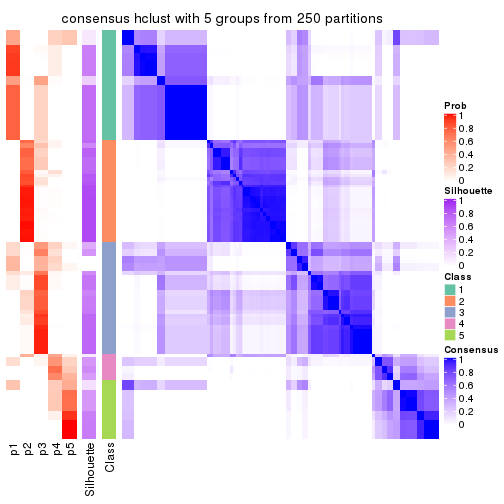 consensus hclust with 5 groups from 250 partitions
Prob
1
0.8
0.6
0.4
0.2
0
Silhouette
1
0.8
0.6
0.4
0.2
0
Class
1
2
3
4
5
Consensus
1
0.8
0.6
0.4
0.2
0
p1
p2
p3
p4
p5
Silhouette
Class